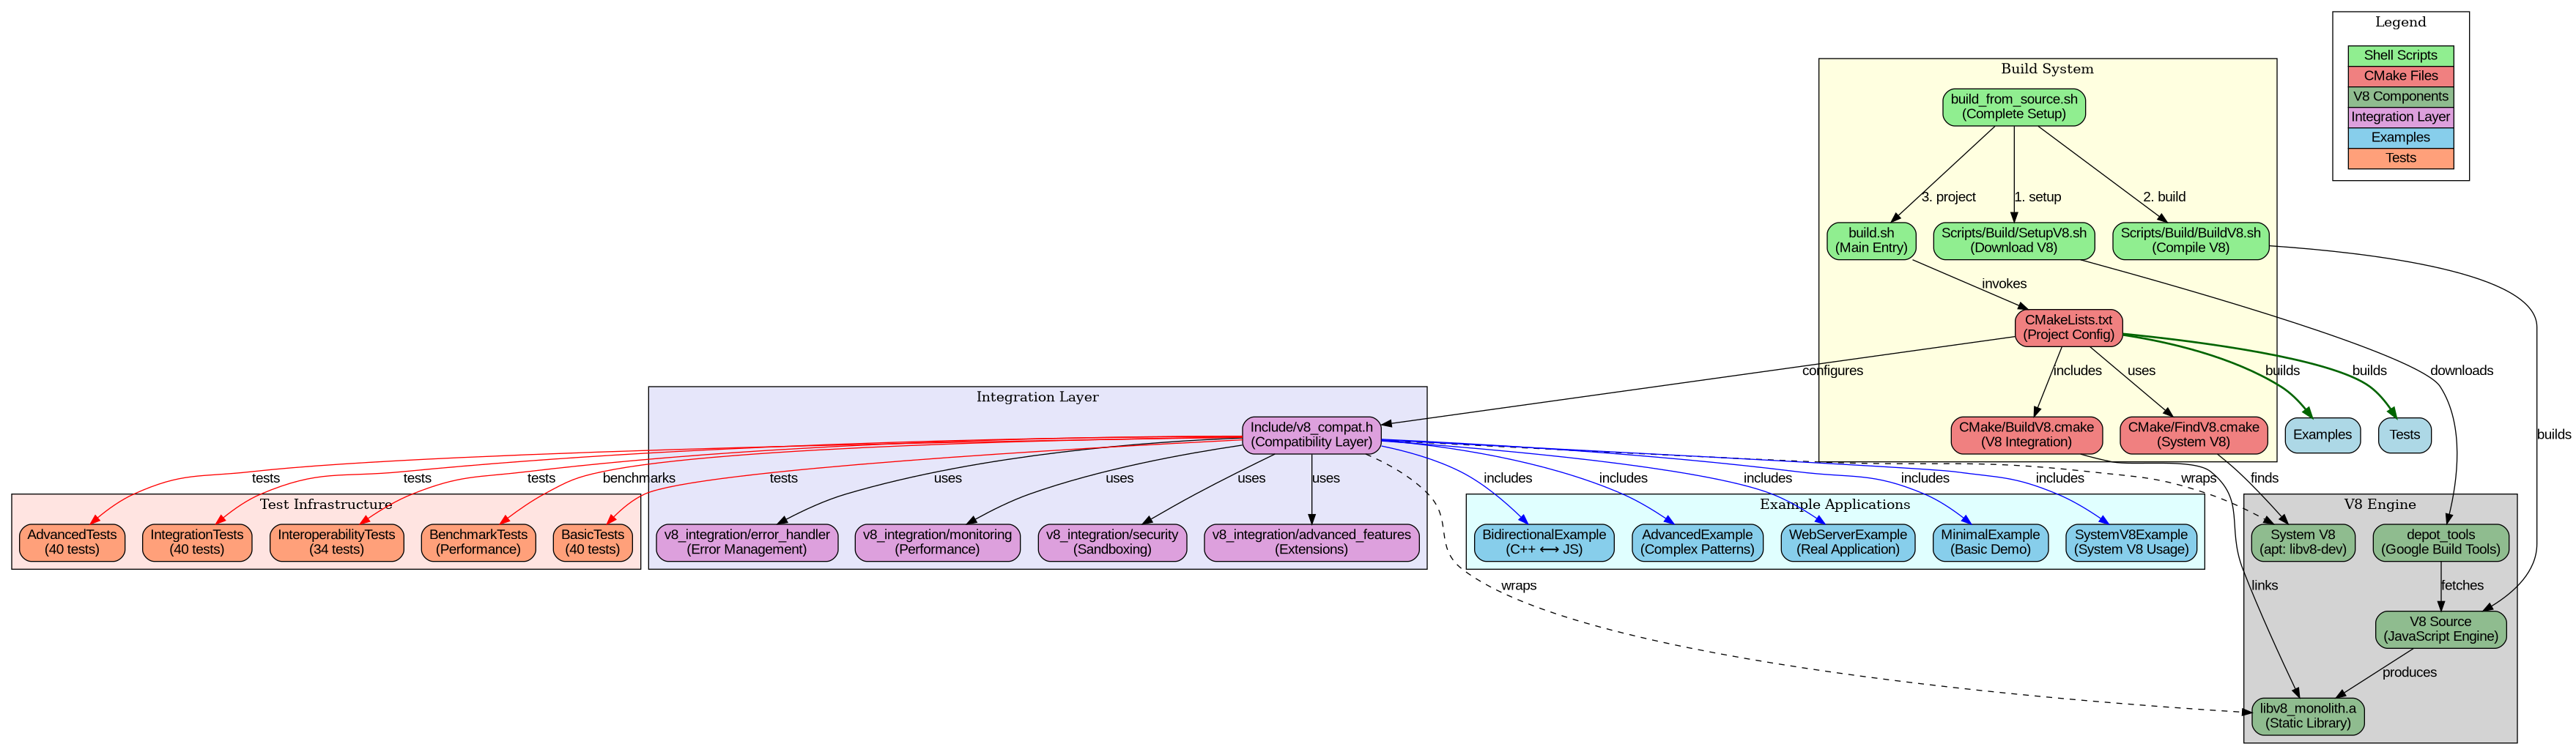 Legend
Shell Scripts
CMake Files
V8 Components
Integration Layer
Examples
Tests
Build System
build_from_source.sh
(Complete Setup)
3. project
1. setup
2. build
build.sh
(Main Entry)
Scripts/Build/SetupV8.sh
(Download V8)
Scripts/Build/BuildV8.sh
(Compile V8)
invokes
CMakeLists.txt
(Project Config)
configures
includes
uses
builds
builds
downloads
builds
CMake/BuildV8.cmake
(V8 Integration)
CMake/FindV8.cmake
(System V8)
Examples
Tests
Integration Layer
Include/v8_compat.h
(Compatibility Layer)
tests
tests
tests
benchmarks
tests
uses
uses
uses
uses
includes
includes
includes
includes
includes
wraps
finds
Test Infrastructure
AdvancedTests
(40 tests)
IntegrationTests
(40 tests)
InteroperabilityTests
(34 tests)
BenchmarkTests
(Performance)
BasicTests
(40 tests)
v8_integration/error_handler
(Error Management)
v8_integration/monitoring
(Performance)
v8_integration/security
(Sandboxing)
v8_integration/advanced_features
(Extensions)
Example Applications
BidirectionalExample
(C++ ⟷ JS)
AdvancedExample
(Complex Patterns)
WebServerExample
(Real Application)
MinimalExample
(Basic Demo)
SystemV8Example
(System V8 Usage)
V8 Engine
System V8
(apt: libv8-dev)
depot_tools
(Google Build Tools)
wraps
links
fetches
V8 Source
(JavaScript Engine)
produces
libv8_monolith.a
(Static Library)